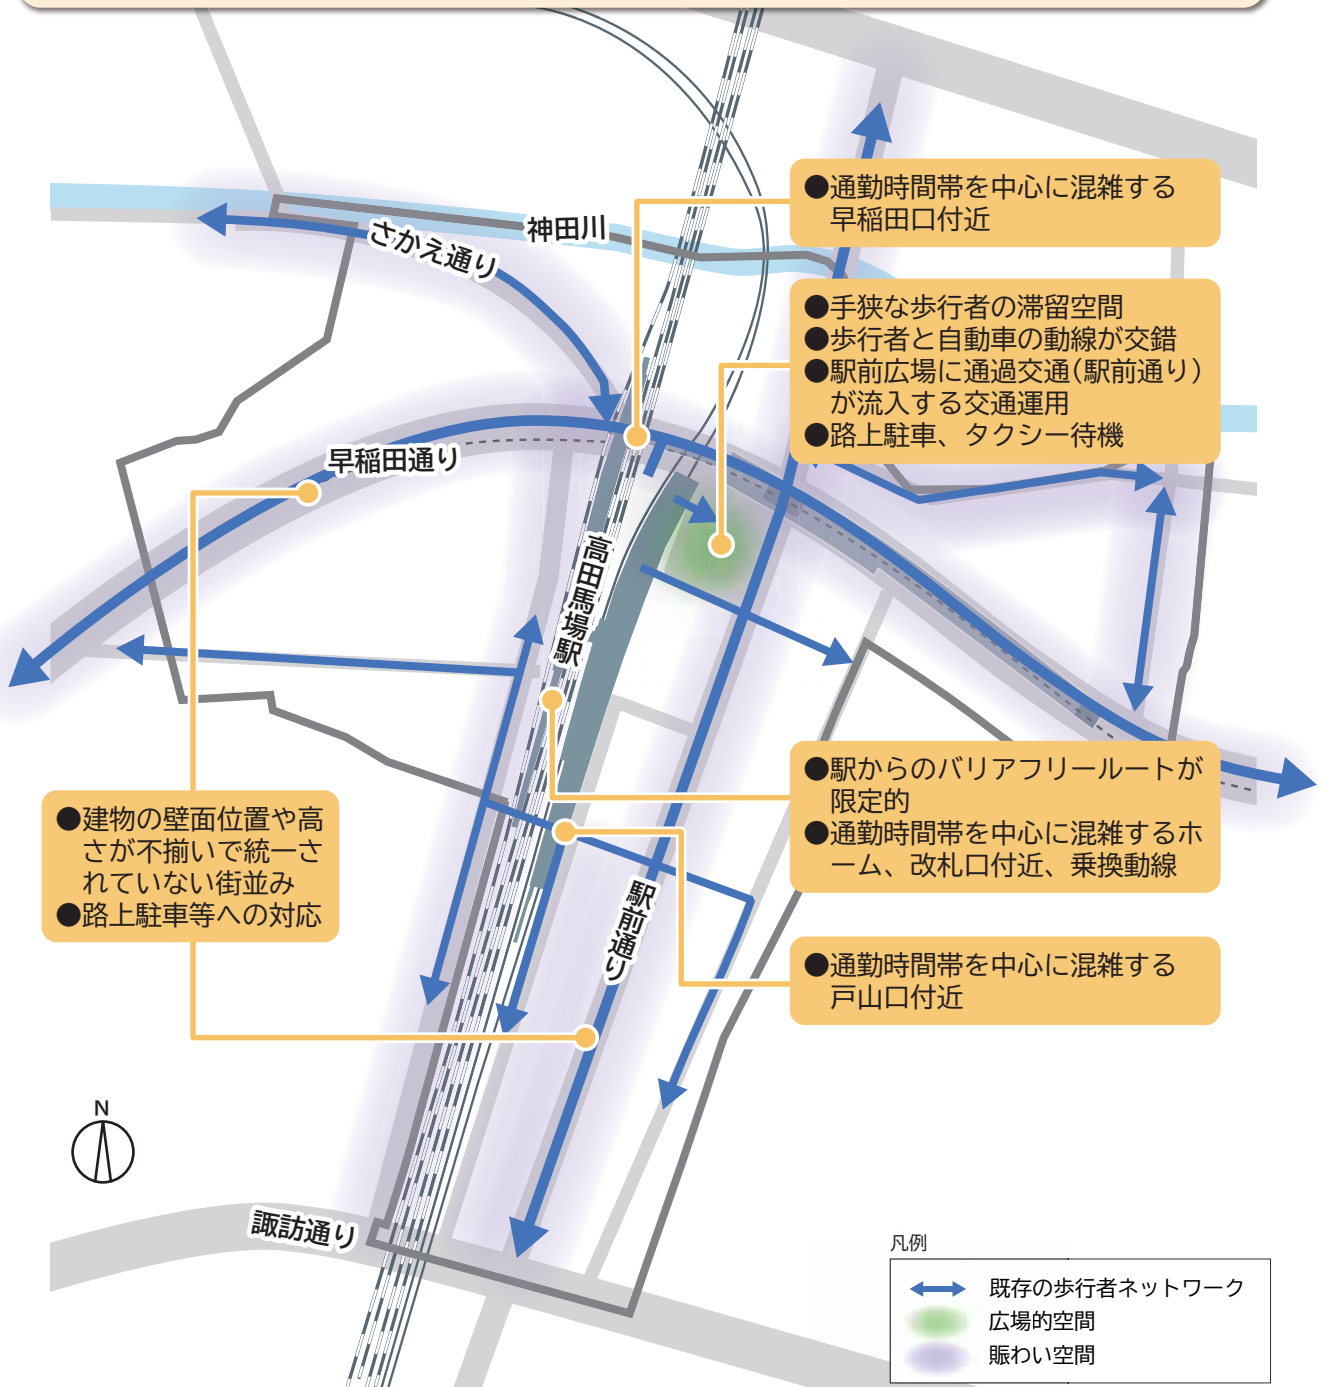 ●通勤時間帯を中心に混雑する
早稲田口付近
神田川
さかえ通り
●手狭な歩行者の滞留空間
●歩行者と自動車の動線が交錯
●駅前広場に通過交通(駅前通り)
が流入する交通運用
●路上駐車、タクシー待機
早稲田通り
高田馬場駅
●駅からのバリアフリールートが
限定的
●通勤時間帯を中心に混雑するホ
ーム、改札口付近、乗換動線
●建物の壁面位置や高
さが不揃いで統一さ
れていない街並み
●路上駐車等への対応
駅前通り
●通勤時間帯を中心に混雑する
戸山口付近
N
諏訪通り
凡例
既存の歩行者ネットワーク
広場的空間
賑わい空間